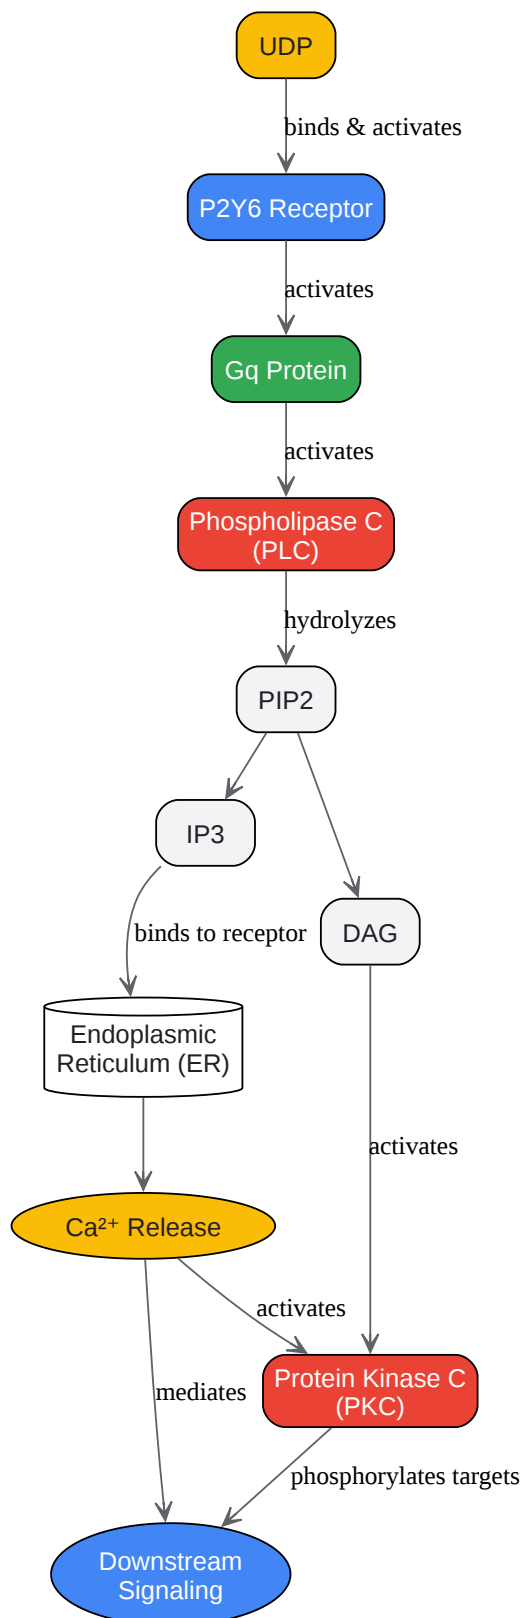 UDP
binds & activates
P2Y6 Receptor
activates
Gq Protein
activates
Phospholipase C
(PLC)
hydrolyzes
PIP2
IP3
DAG
binds to receptor
Endoplasmic
Reticulum (ER)
activates
Ca²⁺ Release
activates
Protein Kinase C
(PKC)
mediates
phosphorylates targets
Downstream
Signaling